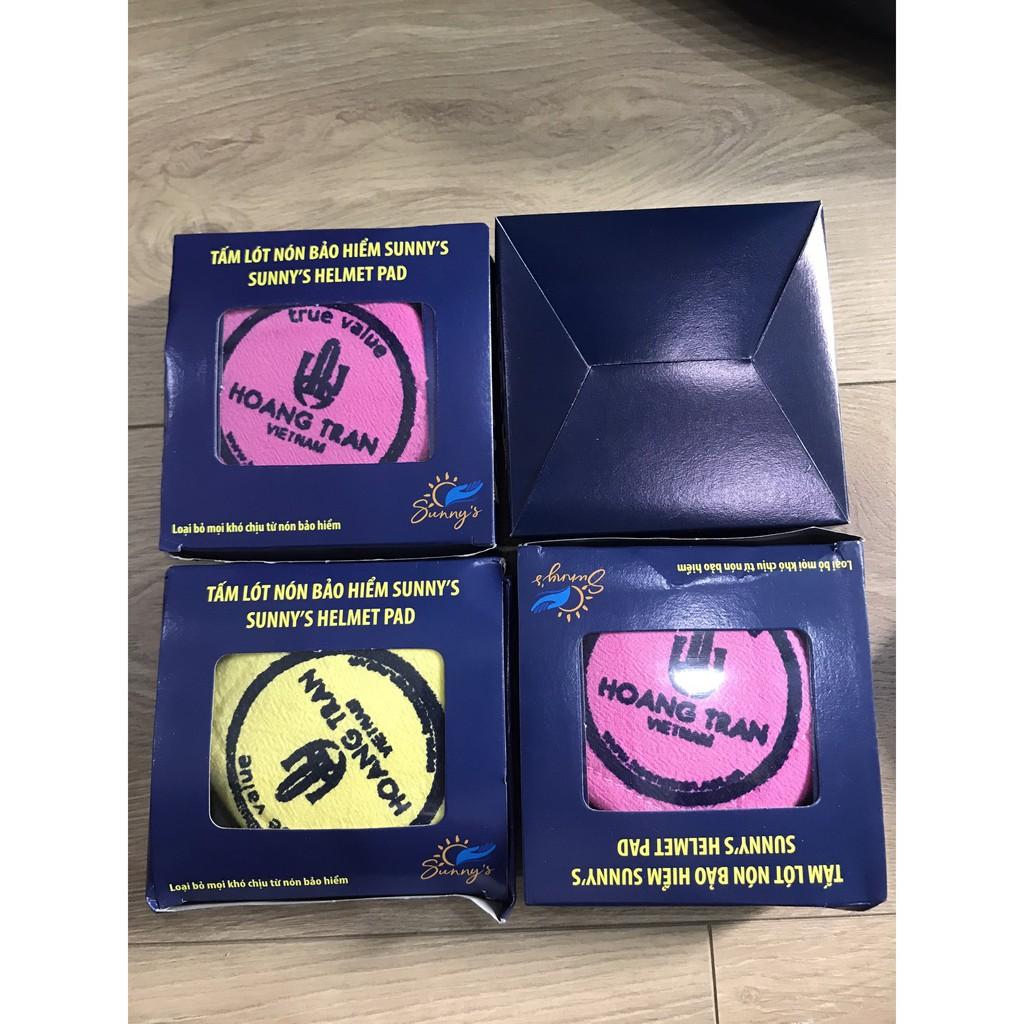 TẤM LÓT NÓN BẢO HIỂM SUNNY'S
SUNNY'S HELMET PAD
true value
HOANG TRAN
VIETNAM
Loại bỏ mọi khó chịu từ nón bảo hiểm
Sunny's
TẤM LÓT NÓN BẢO HIỂM SUNNY'S
SUNNY'S HELMET PAD
HOANG TRAN
VIETNAM
value
Loại bỏ mọi khó chịu từ nón bảo hiểm
Sunny's
TẤM LÓT NÓN BẢO HIỂM SUNNY'S
SUNNY'S HELMET PAD
HOANG TRAN
VIETNAM
Loại bỏ mọi khó chịu từ nón bảo hiểm
Sunny's